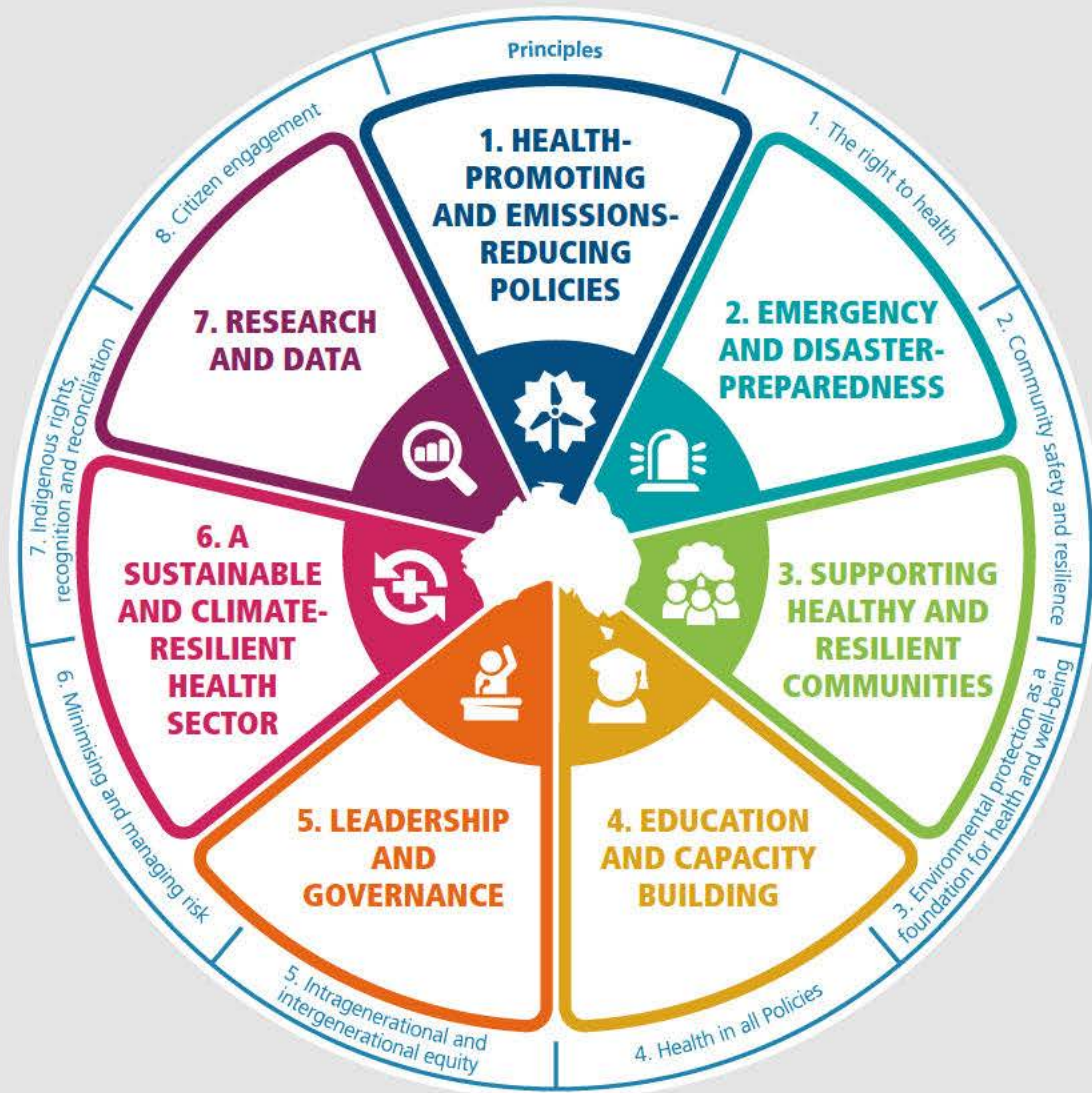 Principles
1. The right to health
2. Community safety and resilience
3. Environmental protection as a
foundation for health and well-being
4. Health in all Policies
5. Intragenerational and
intergenerational equity
6. Minimising and managing risk
7. Indigenous rights,
recognition and reconciliation
8. Citizen engagement
1. HEALTH-
PROMOTING
AND EMISSIONS-
REDUCING
POLICIES
2. EMERGENCY
AND DISASTER-
PREPAREDNESS
3. SUPPORTING
HEALTHY AND
RESILIENT
COMMUNITIES
4. EDUCATION
AND CAPACITY
BUILDING
5. LEADERSHIP
AND
GOVERNANCE
6. A
SUSTAINABLE
AND CLIMATE-
RESILIENT
HEALTH
SECTOR
7. RESEARCH
AND DATA